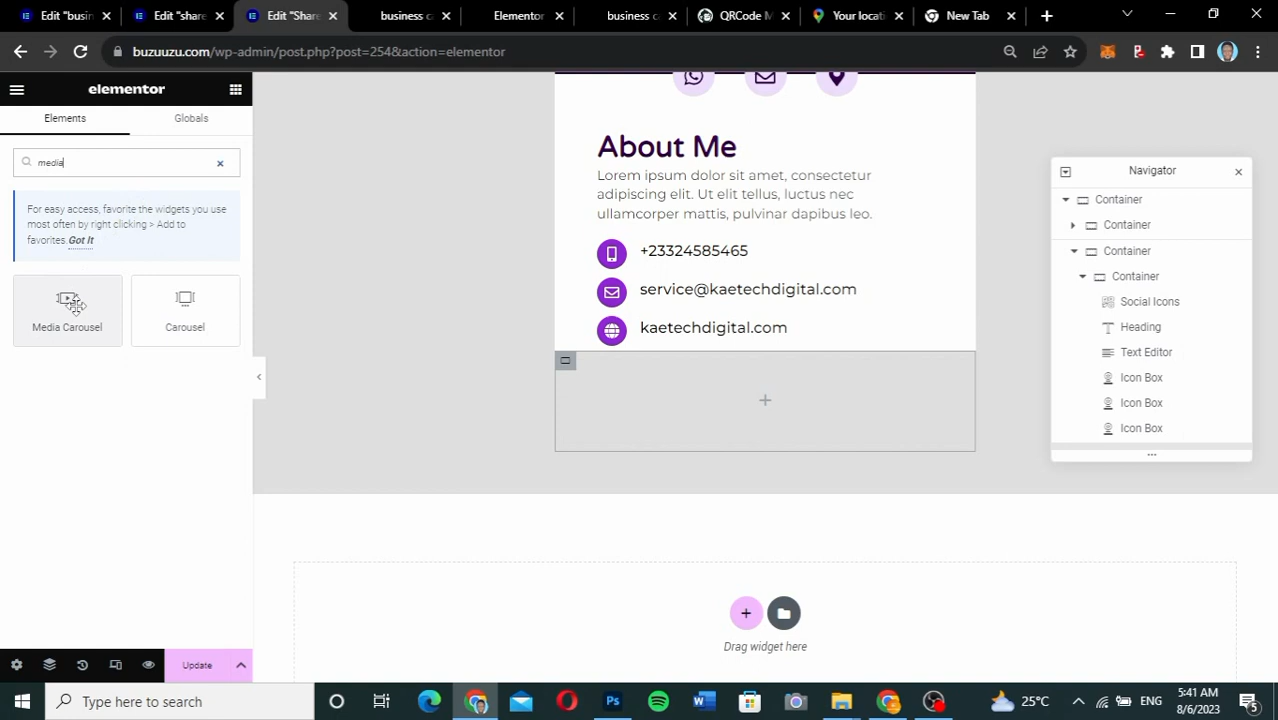 Edit "busin
Edit "share
Edit "Share
business ca
Elementor
business ca
QRCode M
Your locati
New Tab
buzuuzu.com/wp-admin/post.php?post=254&action=elementor
elementor
Elements
Globals
media
For easy access, favorite the widgets you use
most often by right clicking > Add to
favorites. Got It
Media Carousel
Carousel
About Me
Lorem ipsum dolor sit amet, consectetur
adipiscing elit. Ut elit tellus, luctus nec
ullamcorper mattis, pulvinar dapibus leo.
+23324585465
service@kaetechdigital.com
kaetechdigital.com
Drag widget here
Navigator
Container
Container
Container
Container
Social Icons
Heading
Text Editor
Icon Box
Icon Box
Icon Box
Update
Type here to search
25°C
ENG
5:41 AM
8/6/2023
5